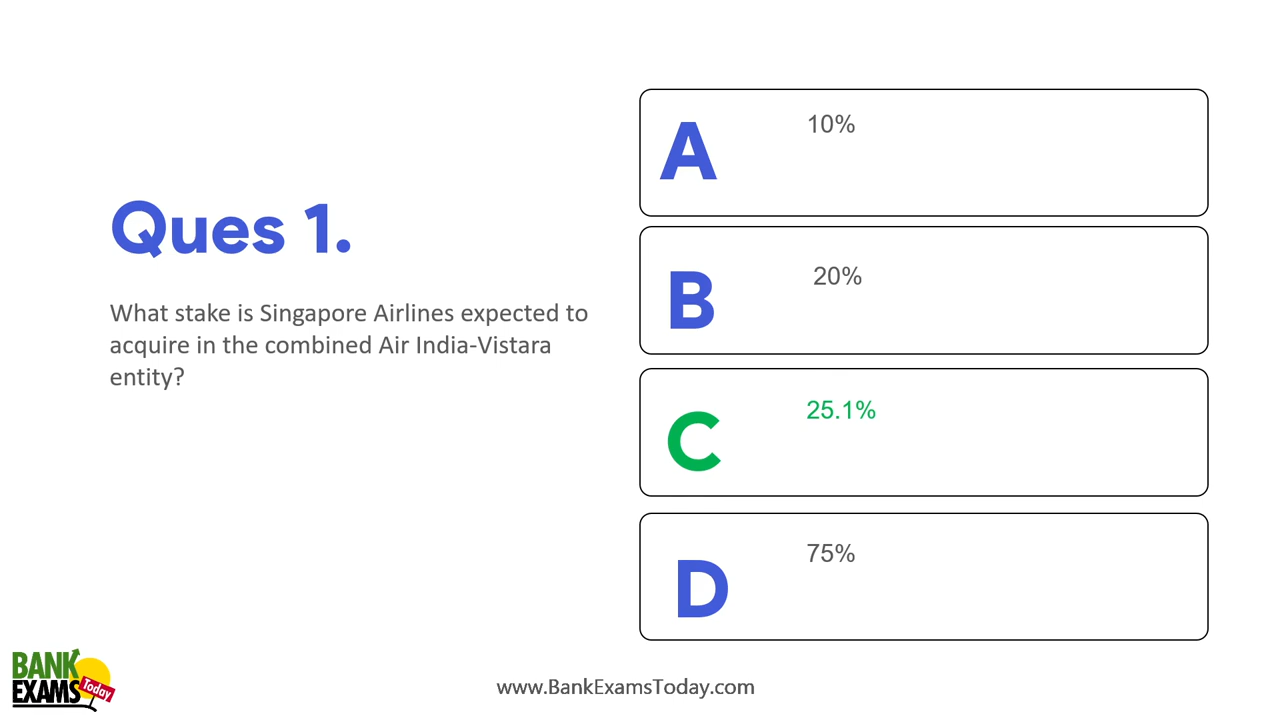 Ques 1.
What stake is Singapore Airlines expected to
acquire in the combined Air India-Vistara
entity?
A 10%
B 20%
C 25.1%
D 75%
BANK
EXAMS Today
www.BankExamsToday.com